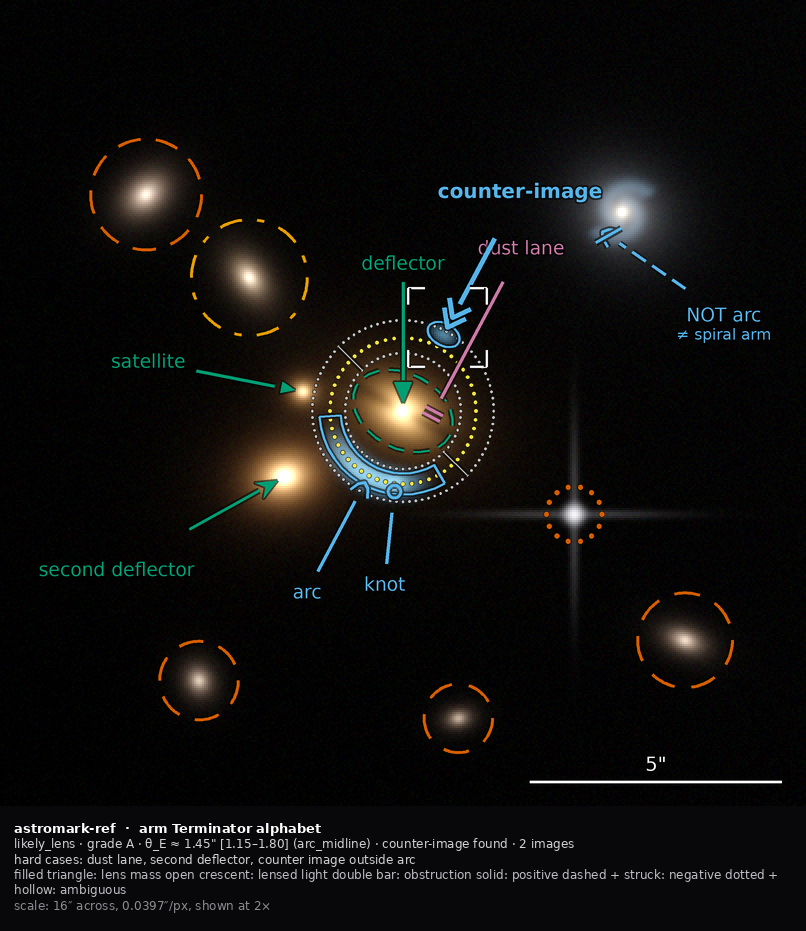 counter-image
dust lane
deflector
NOT arc
≠ spiral arm
satellite
second deflector
arc
knot
5"
astromark-ref · arm Terminator alphabet
likely_lens · grade A · θ_E ≈ 1.45" [1.15–1.80] (arc_midline) · counter-image found · 2 images
hard cases: dust lane, second deflector, counter image outside arc
filled triangle: lens mass open crescent: lensed light double bar: obstruction solid: positive dashed + struck: negative dotted +
hollow: ambiguous
scale: 16″ across, 0.0397″/px, shown at 2×